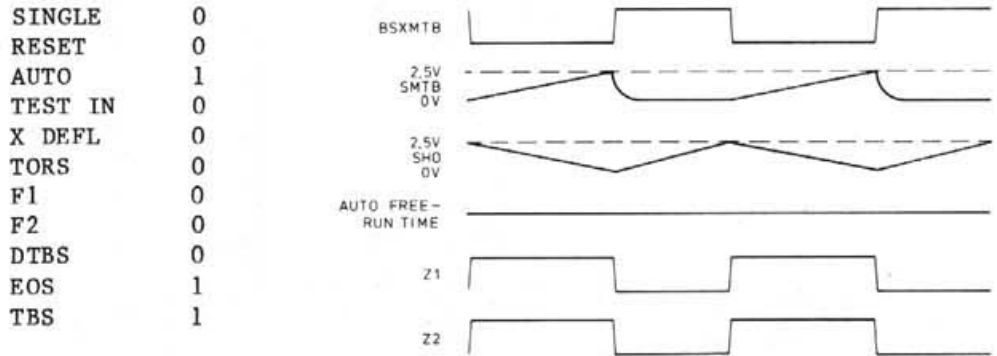 SINGLE 0
RESET 0
AUTO 1
TEST IN 0
X DEFL 0
TORS 0
F1 0
F2 0
DTBS 0
EOS 1
TBS 1
BSXMTB
2,5V
SMTB
0V
2,5V
SHO
0V
AUTO FREE-
RUN TIME
Z1
Z2